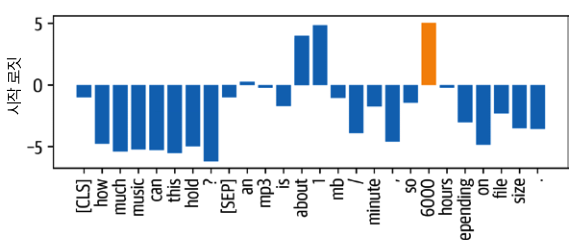 시작 로짓
5
0
−5
[CLS]
how
much
music
can
this
hold
?
[SEP]
an
mp3
is
about
1
mb
/
minute
,
so
6000
hours
epending
on
file
size
.